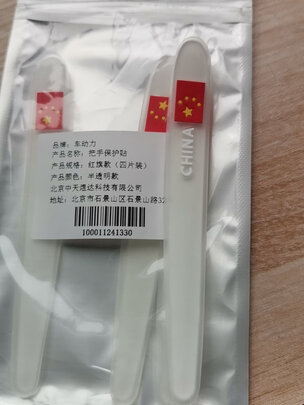 品牌：车动力
产品名称：把手保护贴
产品规格：红旗款（四片装）
产品颜色：半透明款
北京中天煜达科技有限公司
地址：北京市石景山区石景山路32
100011241330
CHINA